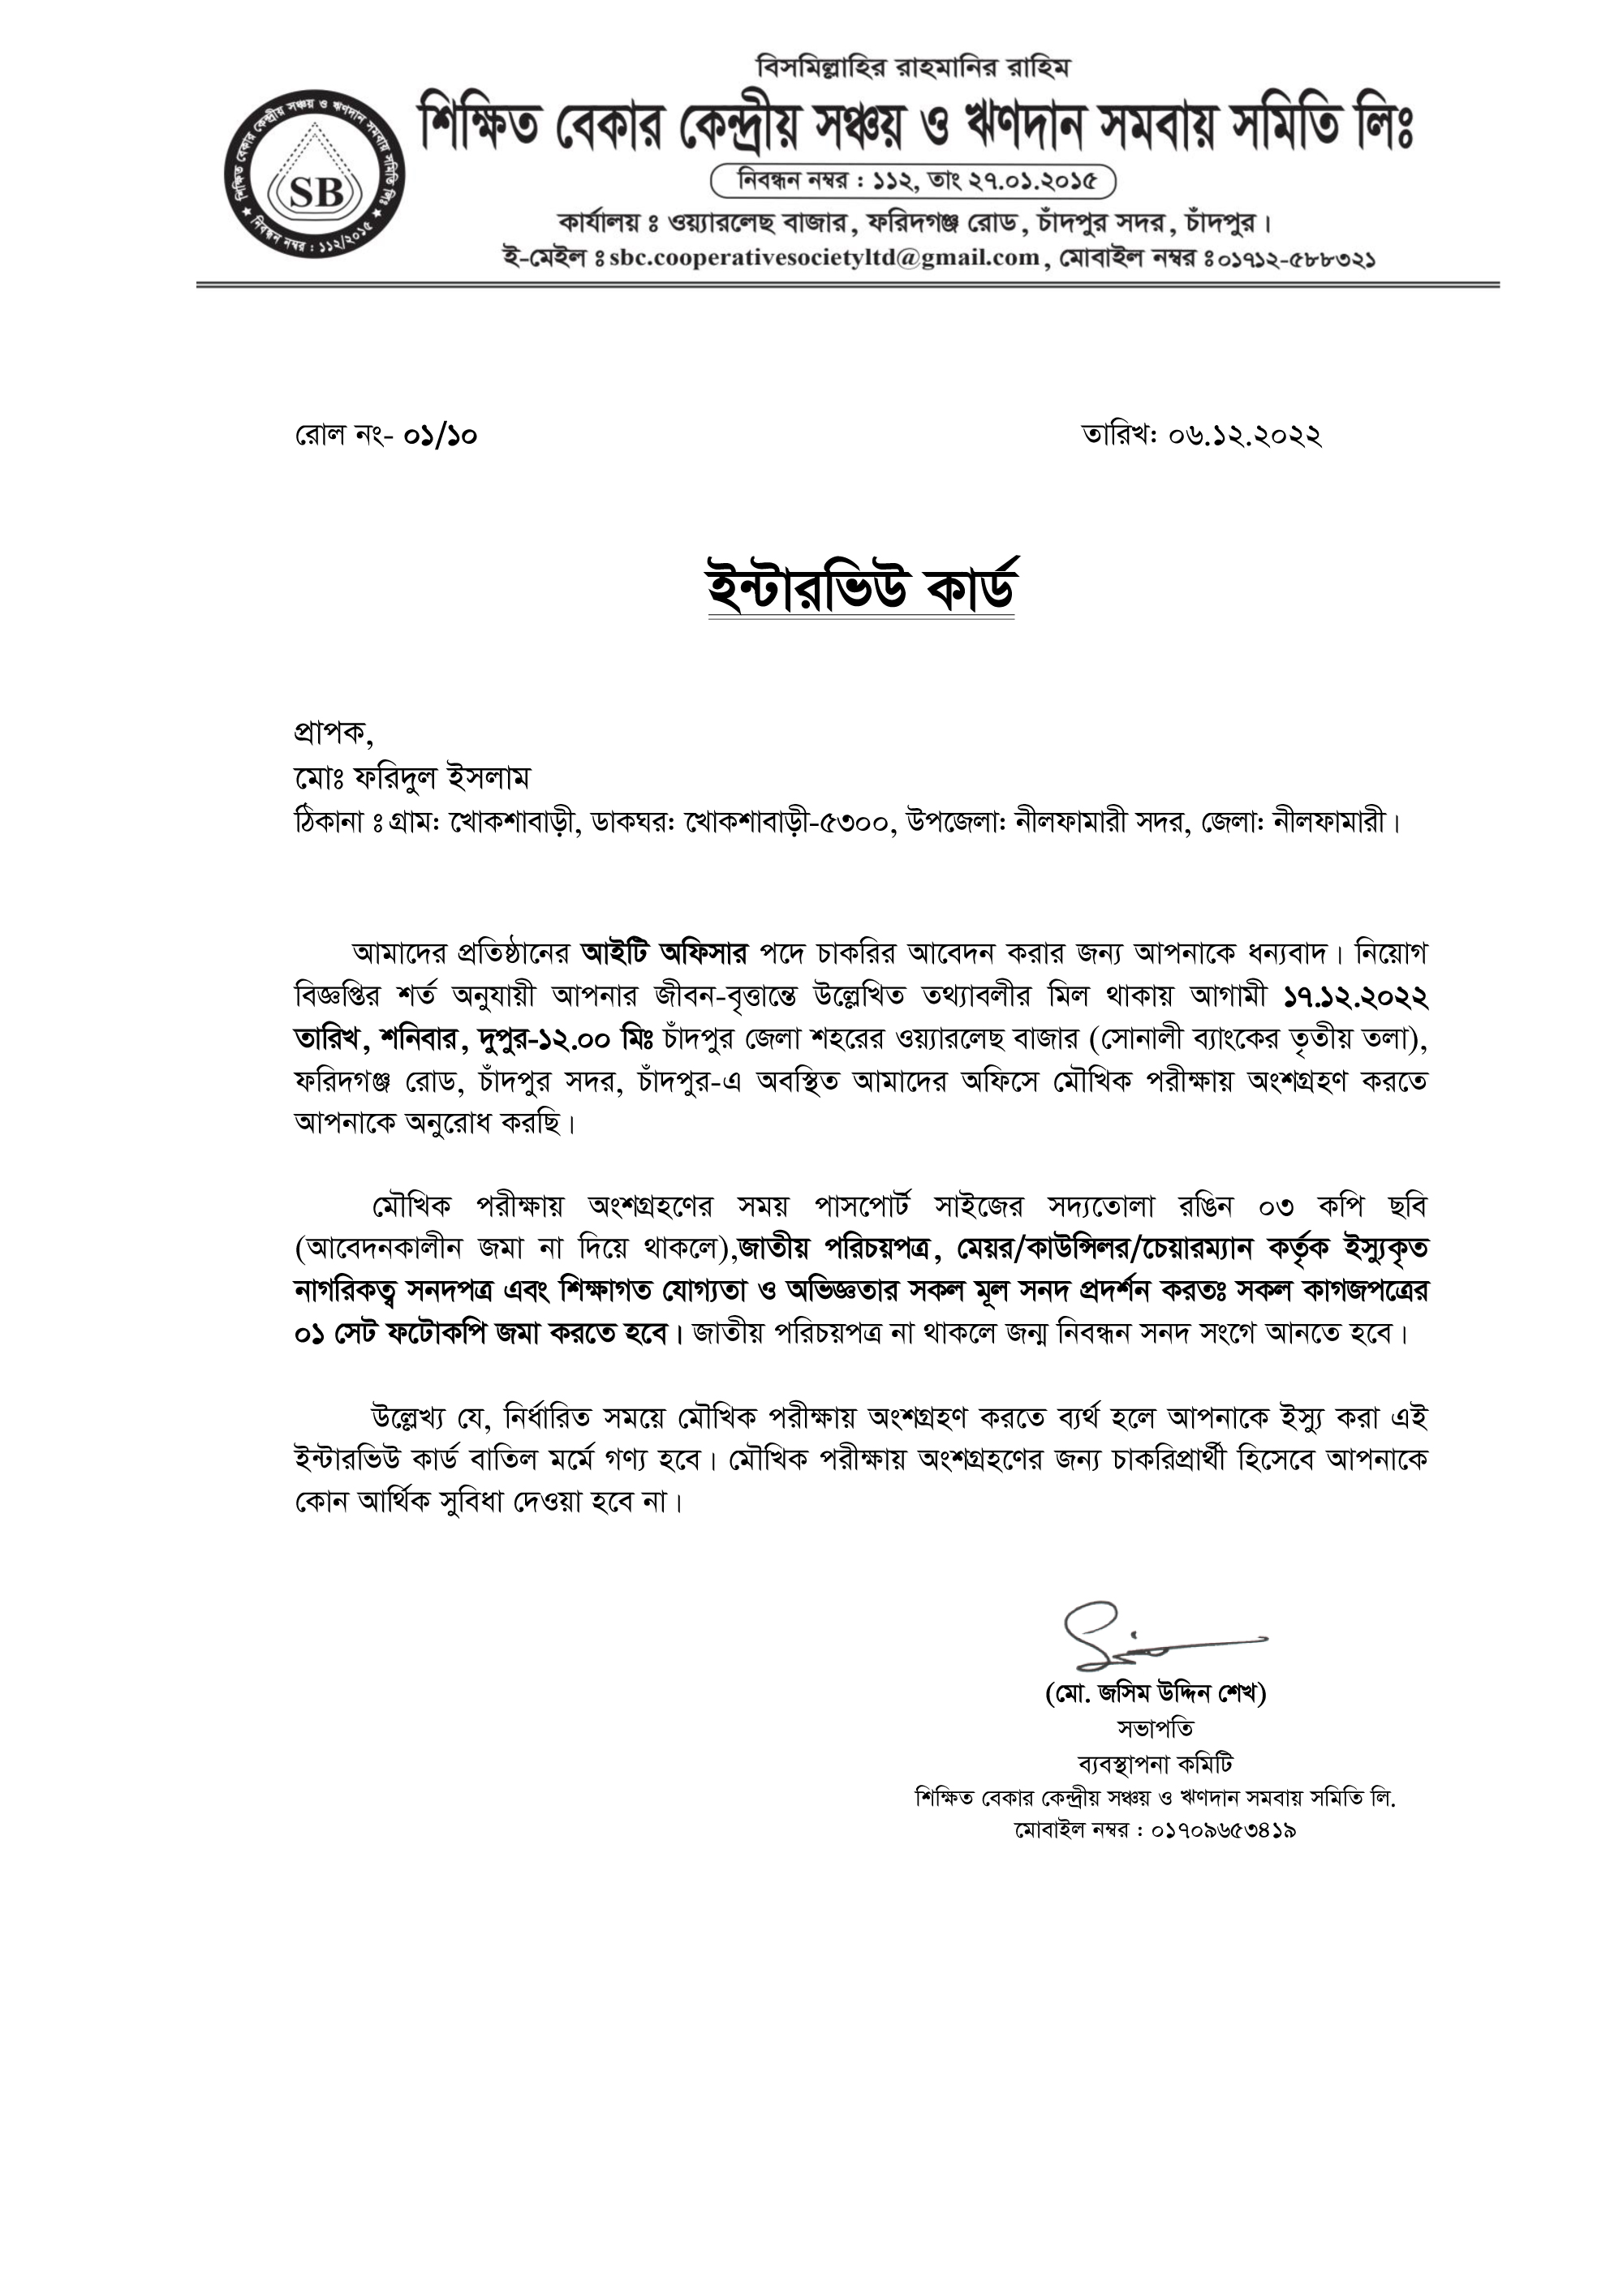 বিসমিল্লাহির রাহমানির রাহিম
শিক্ষিত বেকার কেন্দ্রীয় সঞ্চয় ও ঋণদান সমবায় সমিতি লিঃ
শিক্ষিত বেকার কেন্দ্রীয় সঞ্চয় ও ঋণদান সমবায় সমিতি লিঃ
SB
নিবন্ধন নম্বর : ১১২/২০১৫
নিবন্ধন নম্বর : ১১২, তাং ২৭.০১.২০১৫
কার্যালয় ঃ ওয়্যারলেছ বাজার, ফরিদগঞ্জ রোড, চাঁদপুর সদর, চাঁদপুর।
ই-মেইল ঃ sbc.cooperativesocietyltd@gmail.com, মোবাইল নম্বর ঃ ০১৭১২-৫৮৮৩২১
রোল নং- ০১/১০ তারিখ: ০৬.১২.২০২২
ইন্টারভিউ কার্ড
প্রাপক,
মোঃ ফরিদুল ইসলাম
ঠিকানা ঃ গ্রাম: খোকশাবাড়ী, ডাকঘর: খোকশাবাড়ী-৫৩০০, উপজেলা: নীলফামারী সদর, জেলা: নীলফামারী।
আমাদের প্রতিষ্ঠানের আইটি অফিসার পদে চাকরির আবেদন করার জন্য আপনাকে ধন্যবাদ। নিয়োগ
বিজ্ঞপ্তির শর্ত অনুযায়ী আপনার জীবন-বৃত্তান্তে উল্লেখিত তথ্যাবলীর মিল থাকায় আগামী ১৭.১২.২০২২
তারিখ, শনিবার, দুপুর-১২.০০ মিঃ চাঁদপুর জেলা শহরের ওয়্যারলেছ বাজার (সোনালী ব্যাংকের তৃতীয় তলা),
ফরিদগঞ্জ রোড, চাঁদপুর সদর, চাঁদপুর-এ অবস্থিত আমাদের অফিসে মৌখিক পরীক্ষায় অংশগ্রহণ করতে
আপনাকে অনুরোধ করছি।
মৌখিক পরীক্ষায় অংশগ্রহণের সময় পাসপোর্ট সাইজের সদ্যতোলা রঙিন ০৩ কপি ছবি
(আবেদনকালীন জমা না দিয়ে থাকলে),জাতীয় পরিচয়পত্র, মেয়র/কাউন্সিলর/চেয়ারম্যান কর্তৃক ইস্যুকৃত
নাগরিকত্ব সনদপত্র এবং শিক্ষাগত যোগ্যতা ও অভিজ্ঞতার সকল মূল সনদ প্রদর্শন করতঃ সকল কাগজপত্রের
০১ সেট ফটোকপি জমা করতে হবে। জাতীয় পরিচয়পত্র না থাকলে জন্ম নিবন্ধন সনদ সংগে আনতে হবে।
উল্লেখ্য যে, নির্ধারিত সময়ে মৌখিক পরীক্ষায় অংশগ্রহণ করতে ব্যর্থ হলে আপনাকে ইস্যু করা এই
ইন্টারভিউ কার্ড বাতিল মর্মে গণ্য হবে। মৌখিক পরীক্ষায় অংশগ্রহণের জন্য চাকরিপ্রার্থী হিসেবে আপনাকে
কোন আর্থিক সুবিধা দেওয়া হবে না।
(মো. জসিম উদ্দিন শেখ)
সভাপতি
ব্যবস্থাপনা কমিটি
শিক্ষিত বেকার কেন্দ্রীয় সঞ্চয় ও ঋণদান সমবায় সমিতি লি.
মোবাইল নম্বর : ০১৭০৯৬৫৩৪১৯